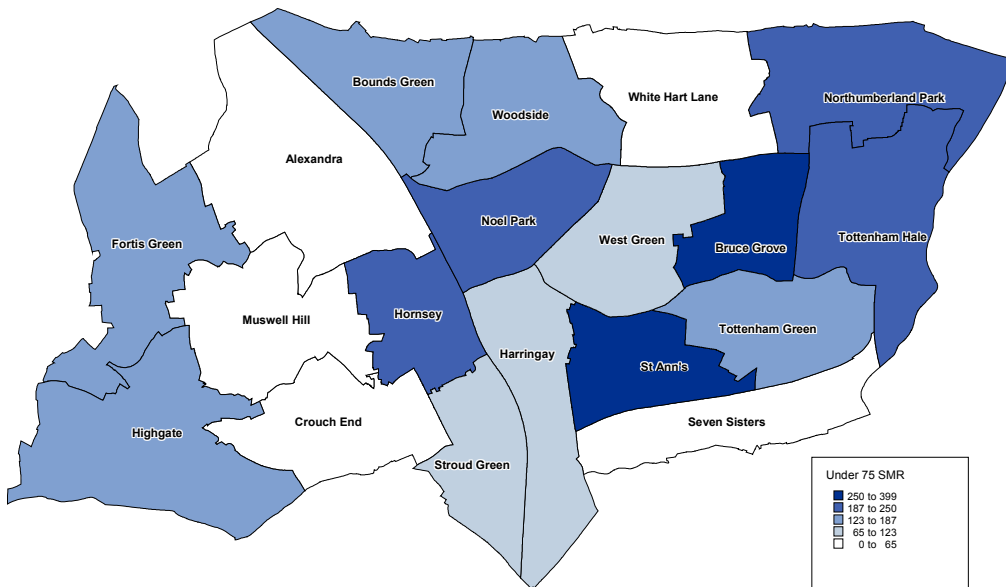 Bounds Green
White Hart Lane
Northumberland Park
Woodside
Alexandra
Noel Park
Fortis Green
West Green
Bruce Grove
Tottenham Hale
Muswell Hill
Hornsey
Tottenham Green
Harringay
St Ann's
Crouch End
Seven Sisters
Highgate
Stroud Green
Under 75 SMR
250 to 399
187 to 250
123 to 187
65 to 123
0 to 65